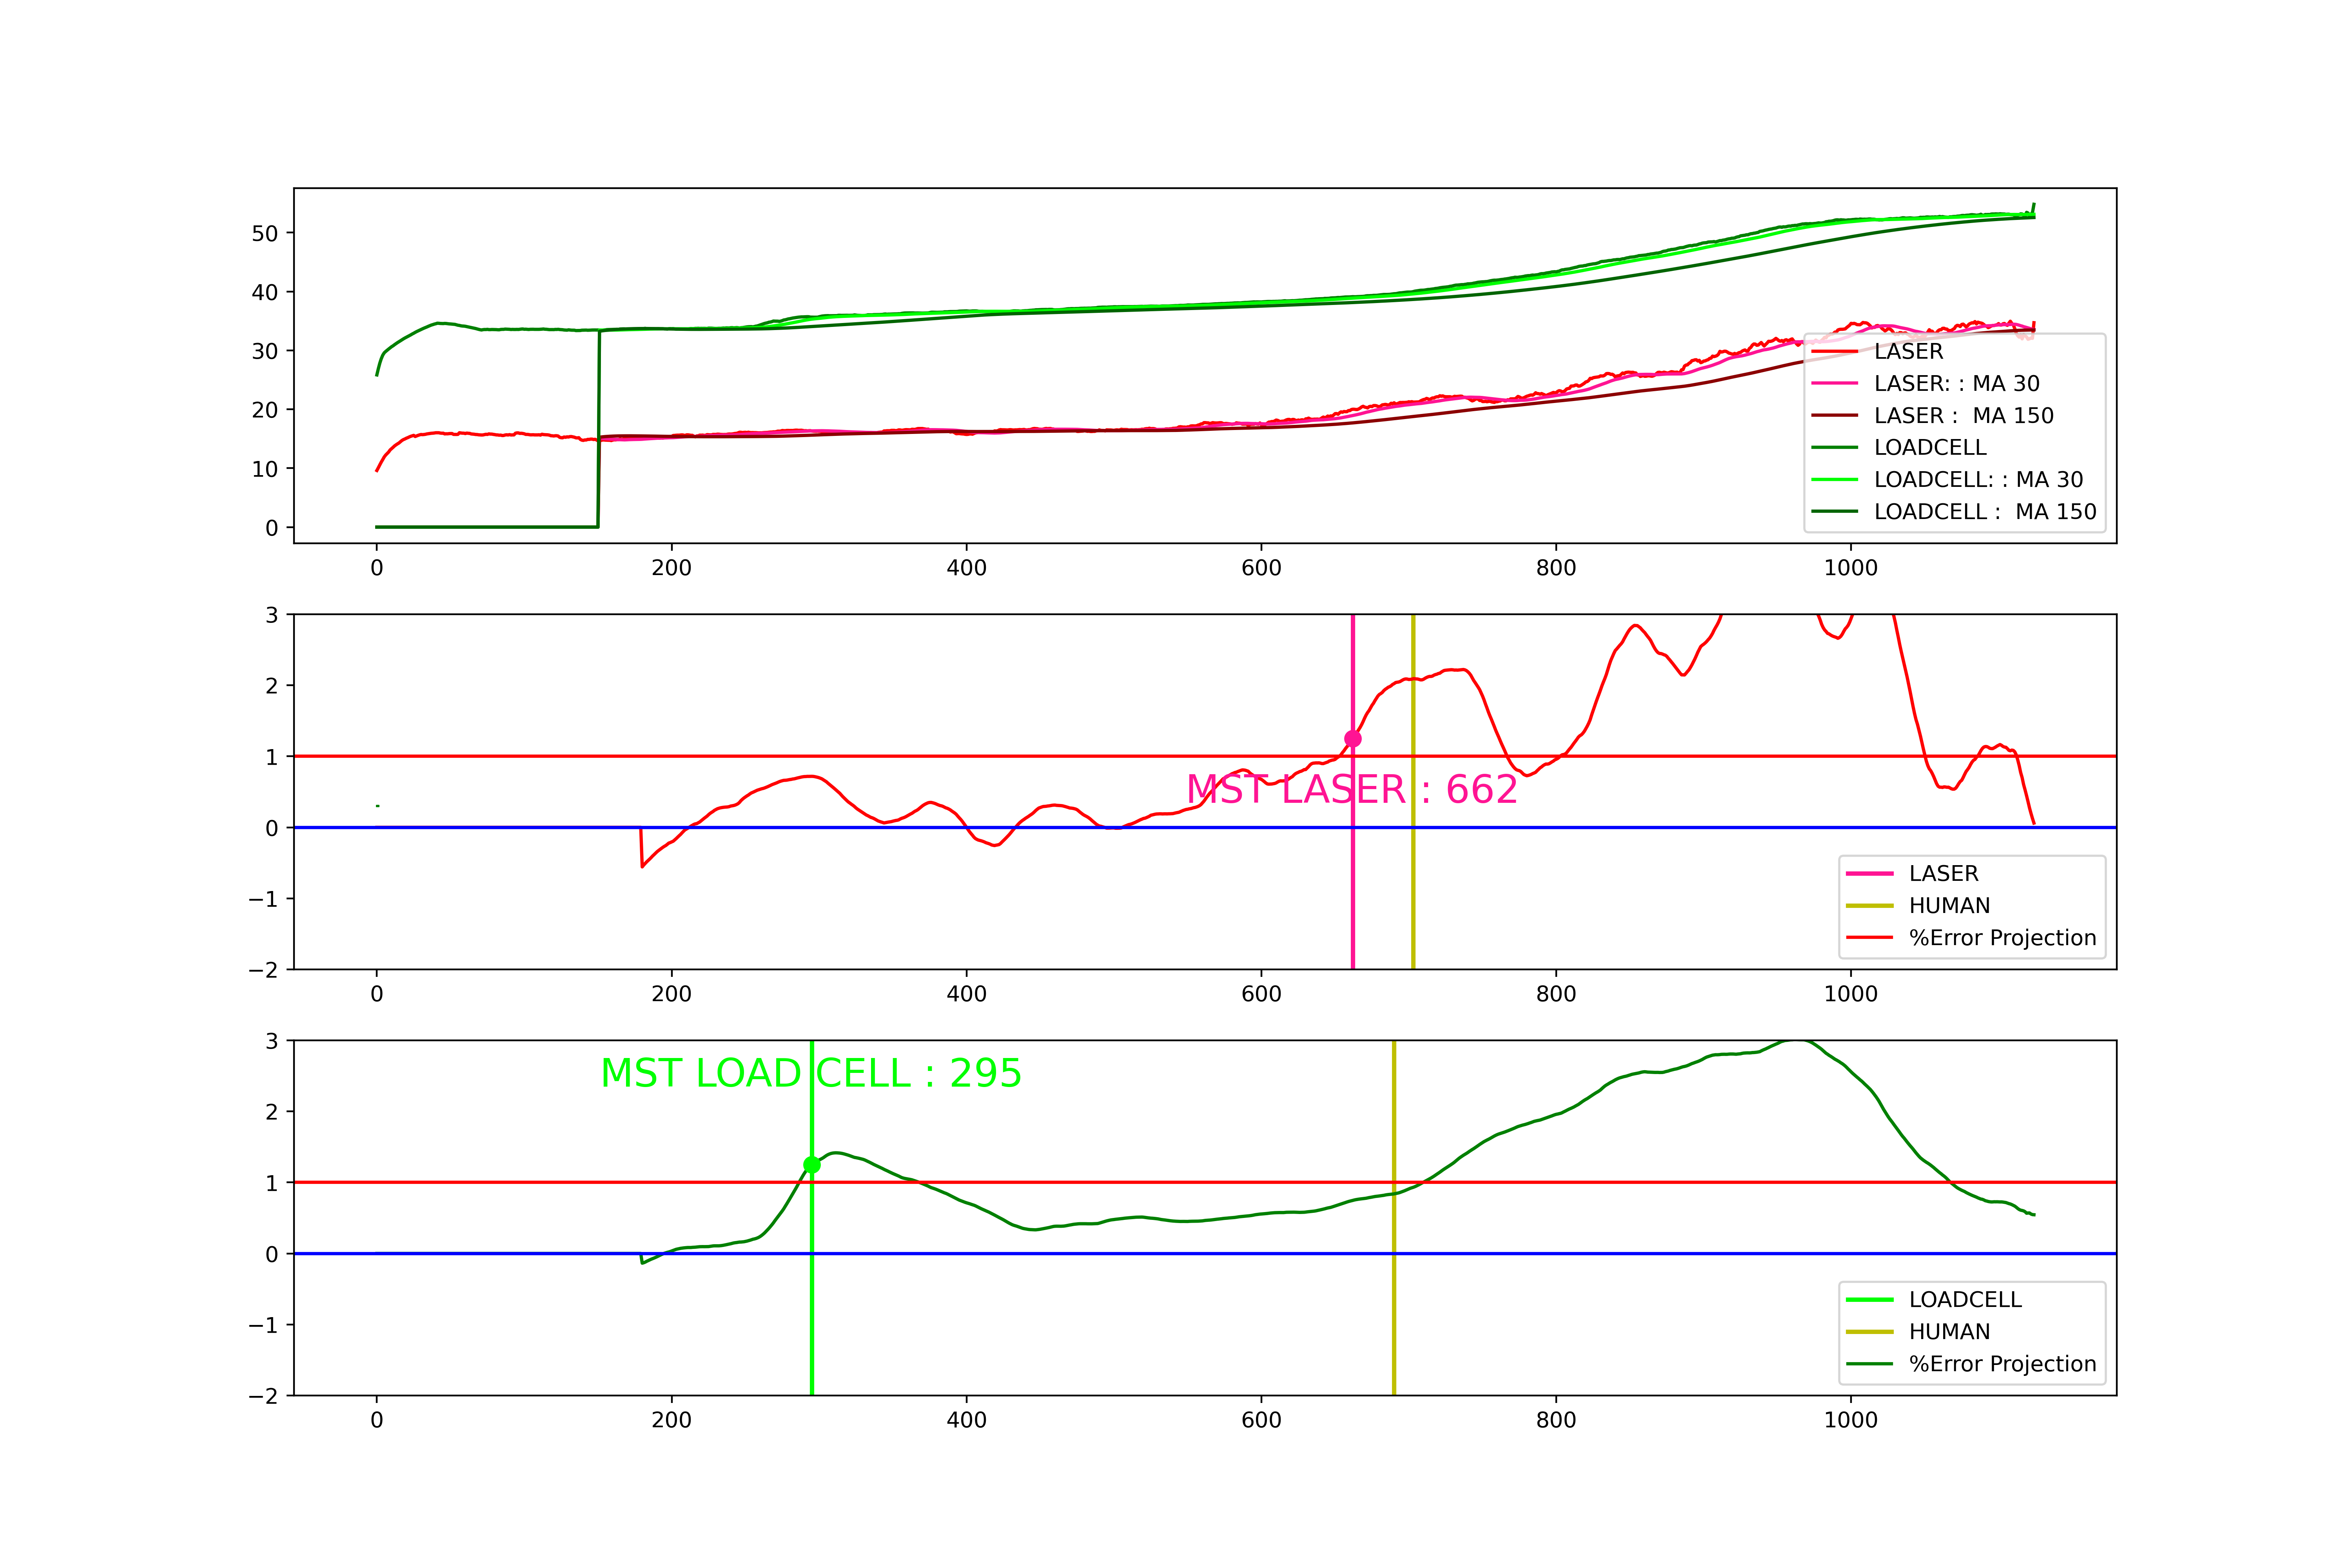 50
40
30
20
10
0
LASER
LASER: : MA 30
LASER :  MA 150
LOADCELL
LOADCELL: : MA 30
LOADCELL :  MA 150
0 200 400 600 800 1000
3
2
1
0
−1
−2
MST LASER : 662
LASER
HUMAN
%Error Projection
0 200 400 600 800 1000
3
2
1
0
−1
−2
MST LOAD CELL : 295
LOADCELL
HUMAN
%Error Projection
0 200 400 600 800 1000